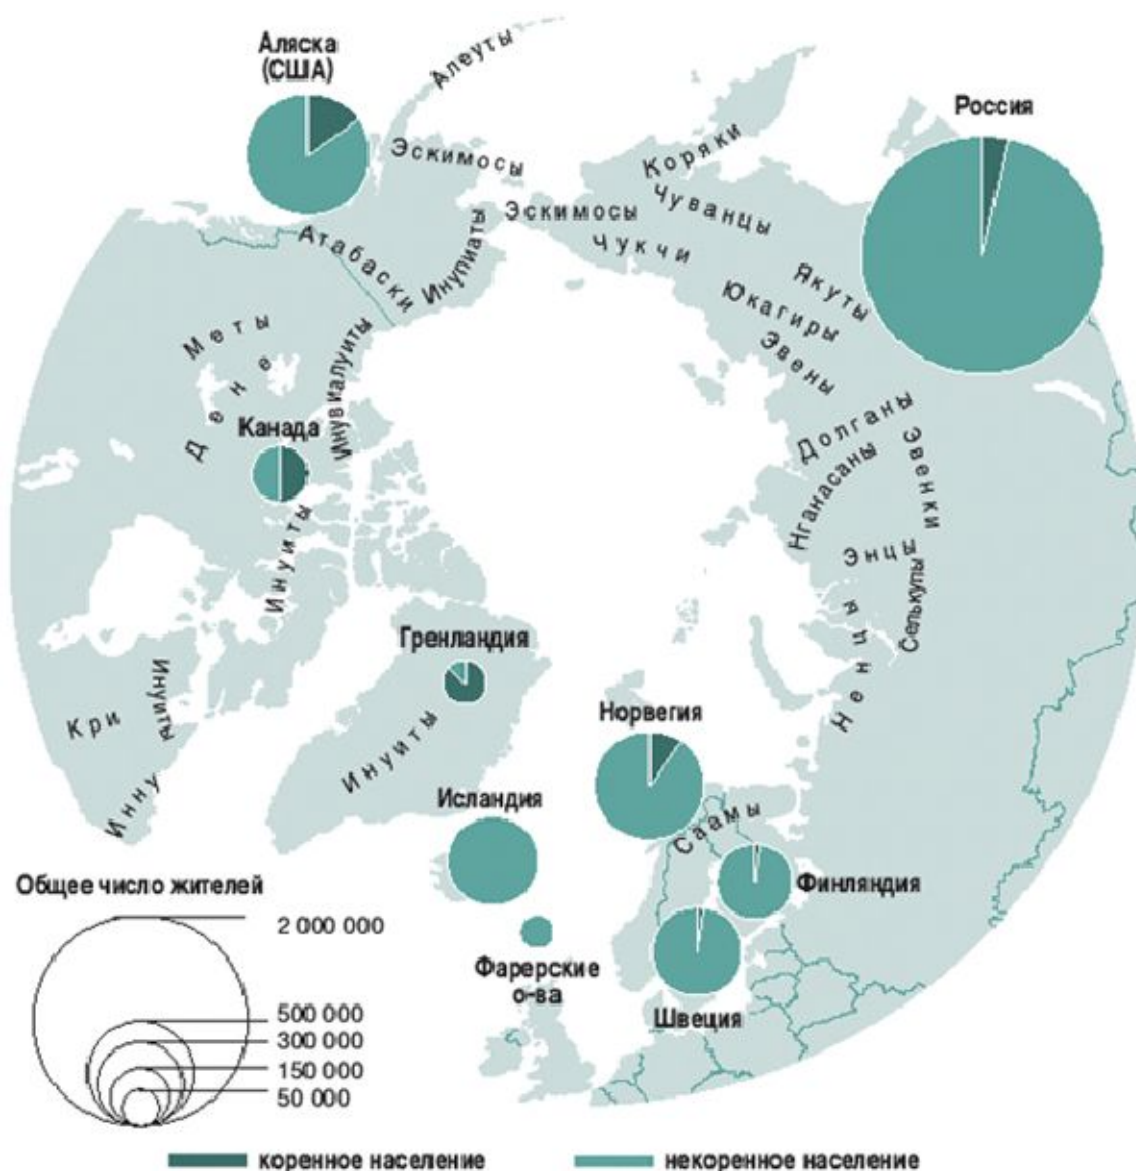 Аляска
(США)
Алеуты
Россия
Эскимосы
Коряки
Чуванцы
Эскимосы
Чукчи
Атабаски
Инупиаты
Якуты
Юкагиры
Эвены
Меты
Дене
Инувиалуиты
Канада
Долганы
Эвенки
Нганасаны
Инуиты
Энцы
Селькупы
Ненцы
Гренландия
Инуиты
Кри
Инуиты
Инну
Норвегия
Исландия
Саамы
Финляндия
Фарерские
о-ва
Швеция
Общее число жителей
2 000 000
500 000
300 000
150 000
50 000
коренное население
некоренное население